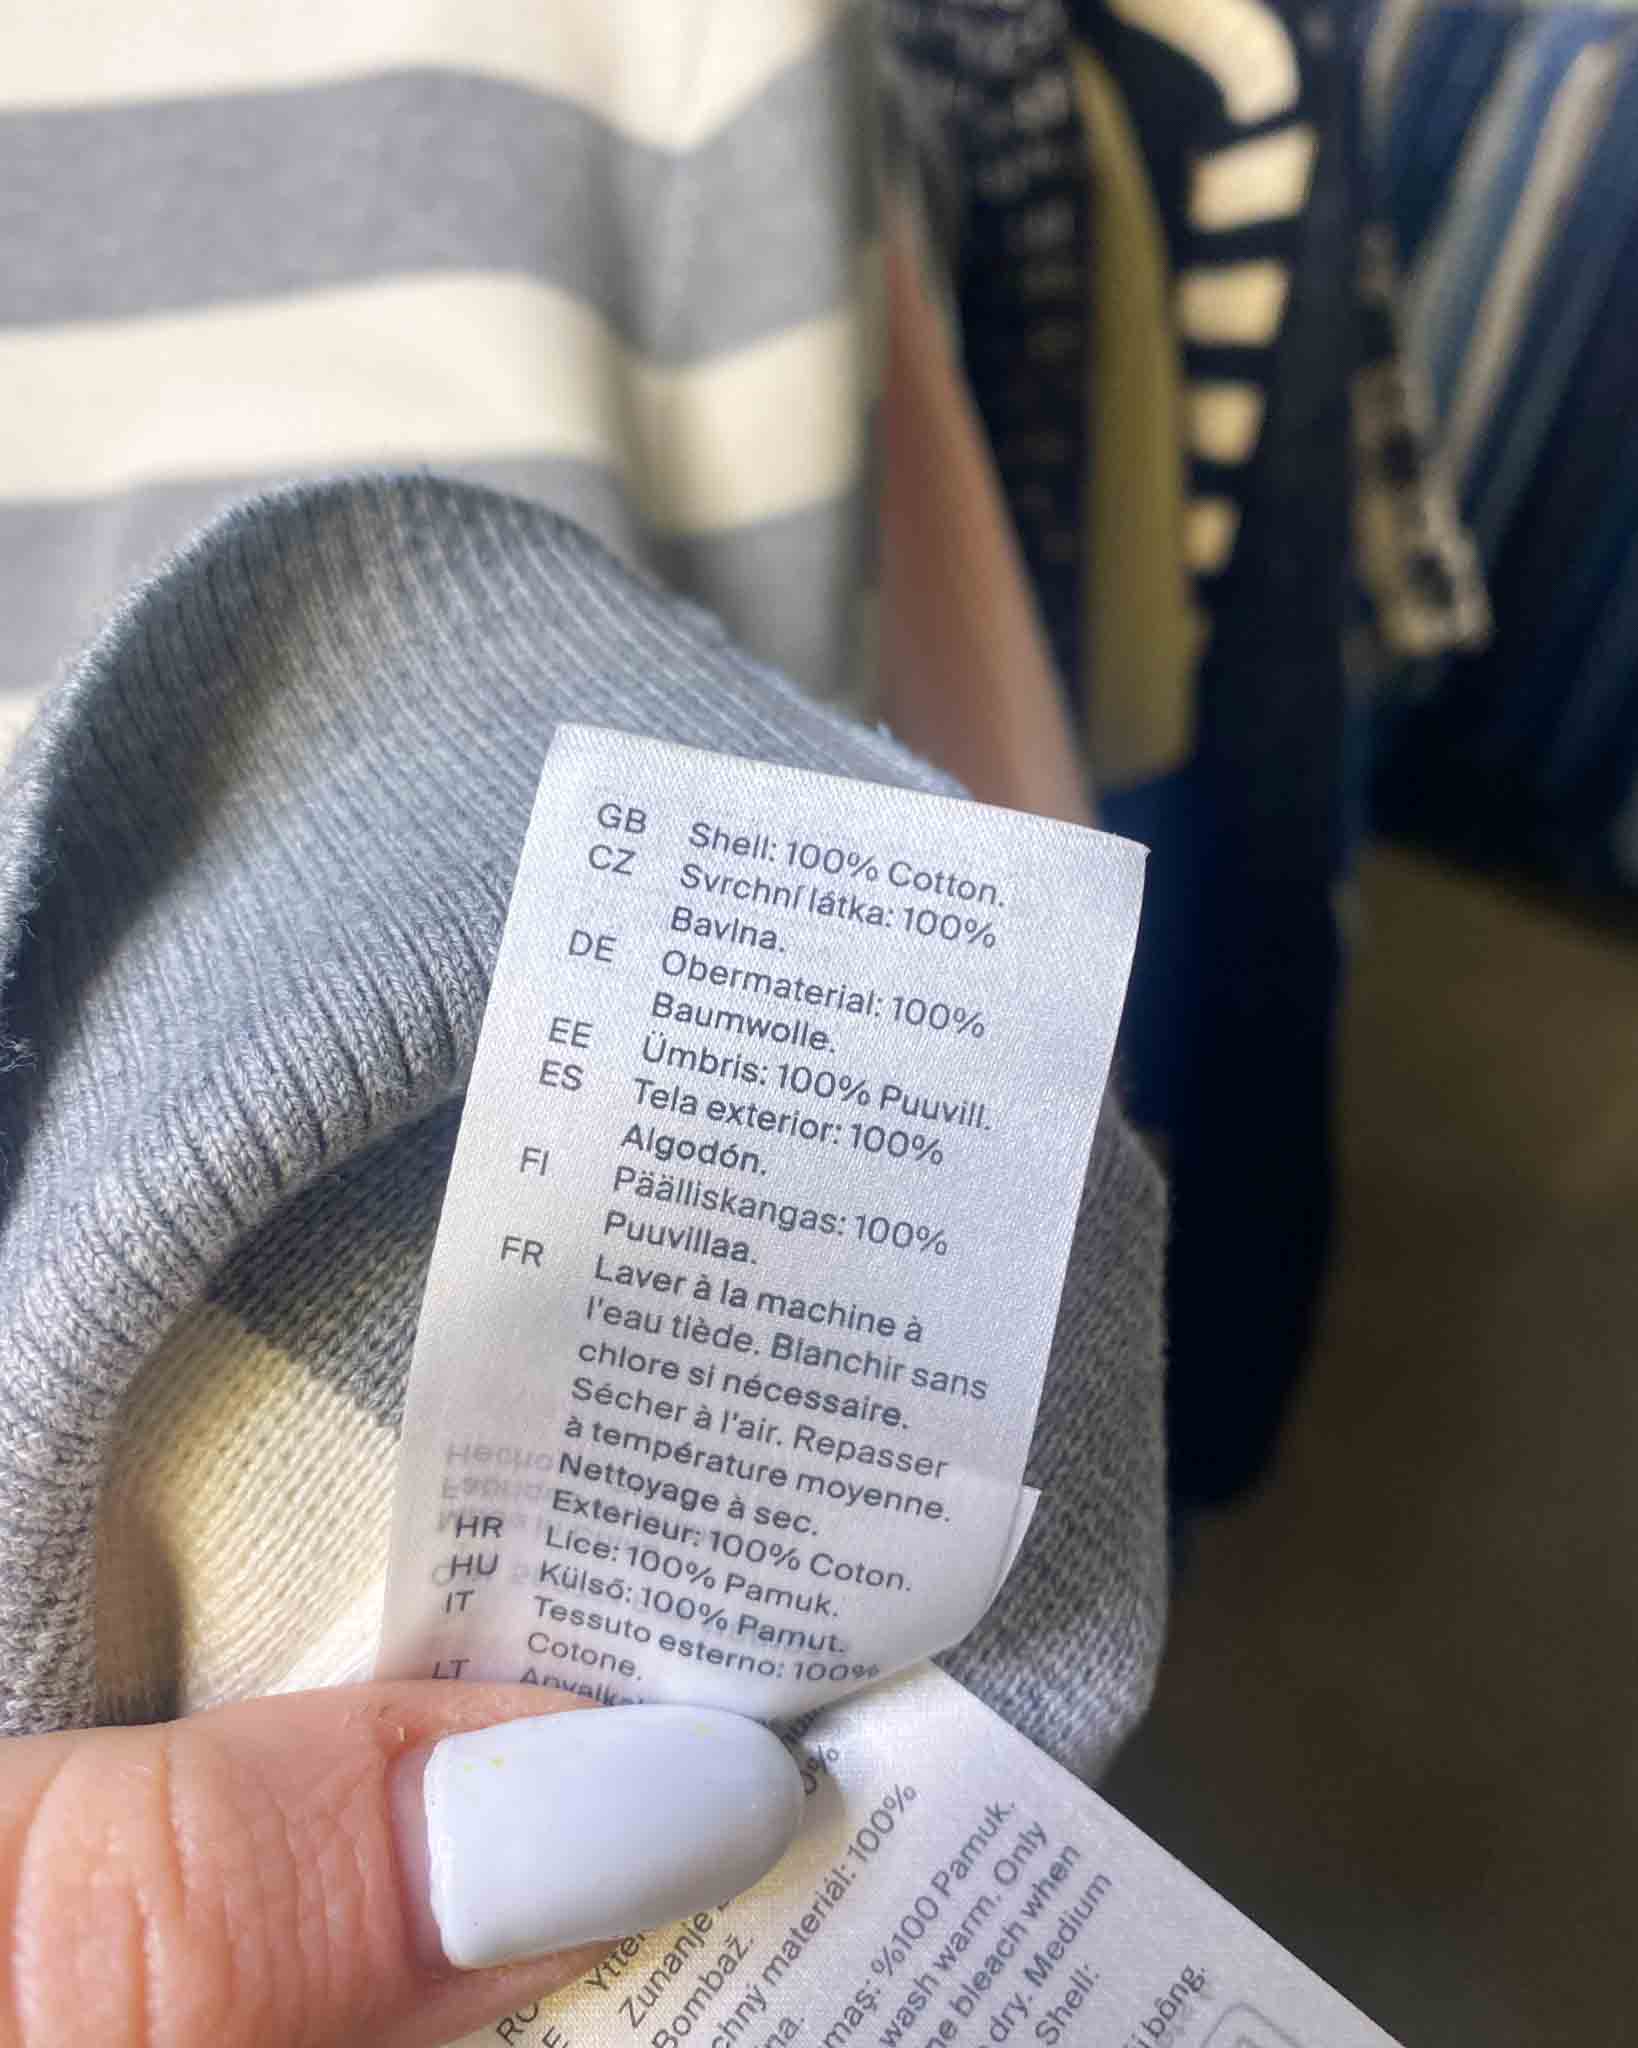 GB Shell: 100% Cotton.
CZ Svrchní látka: 100%
Bavlna.
DE Obermaterial: 100%
Baumwolle.
EE Ümbris: 100% Puuvill.
ES Tela exterior: 100%
Algodón.
FI Päälliskangas: 100%
Puuvillaa.
FR Laver à la machine à
l'eau tiède. Blanchir sans
chlore si nécessaire.
Sécher à l'air. Repasser
à température moyenne.
Nettoyage à sec.
Exterieur: 100% Coton.
HR Lice: 100% Pamuk.
HU Külső: 100% Pamut.
IT Tessuto esterno: 100%
Cotone.
LT
RO
Zunanje
Bombaž.
materiál: 100%
%100 Pamuk.
wash warm. Only
bleach when
dry. Medium
Shell:
bông.